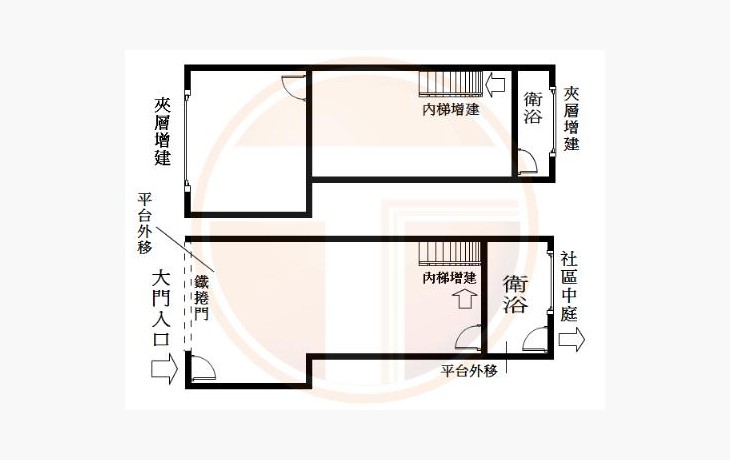 夾層增建
內梯增建
衛浴
夾層增建
平台外移
大門入口
鐵捲門
內梯增建
衛浴
社區中庭
平台外移